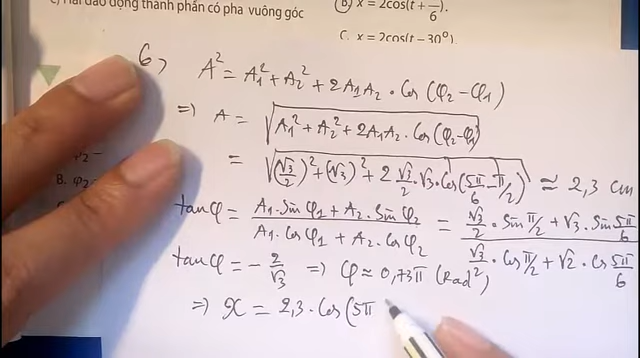 Hai dao động thành phần có pha vuông góc
B. x = 2cos(t + π/6).
C. x = 2cos(t − 30°).
6, A² = A₁² + A₂² + 2A₁A₂ . Cos (φ₂ − φ₁)
=> A = √(A₁² + A₂² + 2A₁A₂ . Cos (φ₂ − φ₁))
= √((√3/2)² + (√3)² + 2 √3/2 . √3 . Cos (5π/6 − π/2)) ≈ 2,3 cm
B. φ₂
tan φ = (A₁ . Sin φ₁ + A₂ . Sin φ₂)/(A₁ . Cos φ₁ + A₂ . Cos φ₂) = (√3/2 . Sin π/2 + √3 . Sin 5π/6)/(√3/2 . Cos π/2 + √2 . Cos 5π/6)
tan φ = − 2/√3 => φ ≈ 0,73π (Rad²)
=> x = 2,3 . Cos (5π